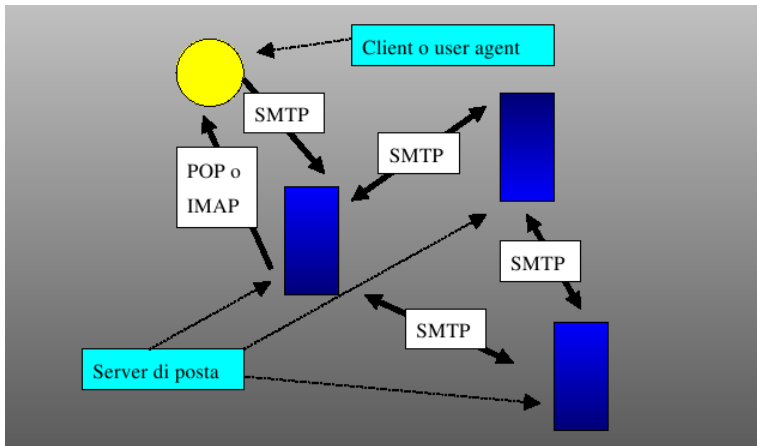 Client o user agent
SMTP
SMTP
POP o
IMAP
SMTP
SMTP
Server di posta